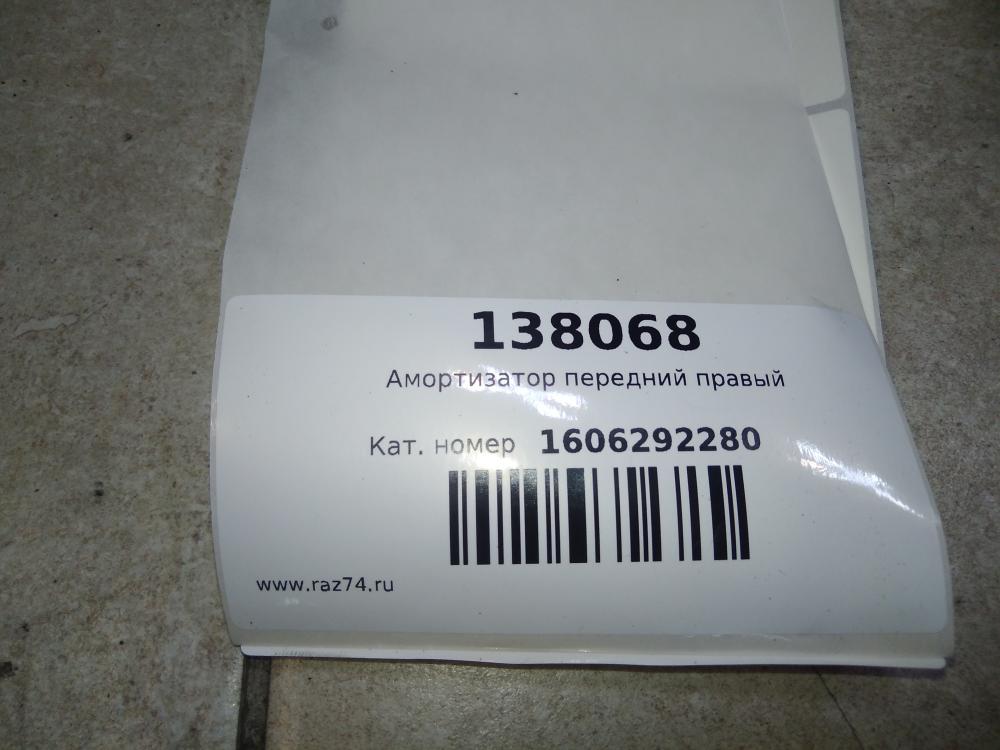 138068
Амортизатор передний правый
Кат. номер 1606292280
www.raz74.ru